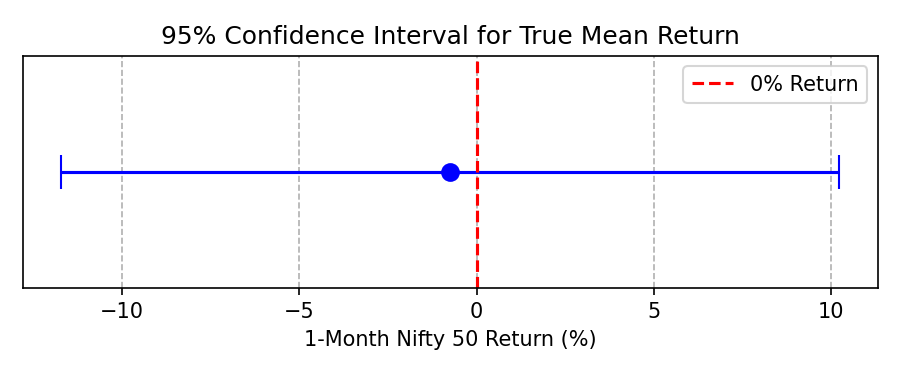 95% Confidence Interval for True Mean Return
0% Return
−10 −5 0 5 10
1-Month Nifty 50 Return (%)